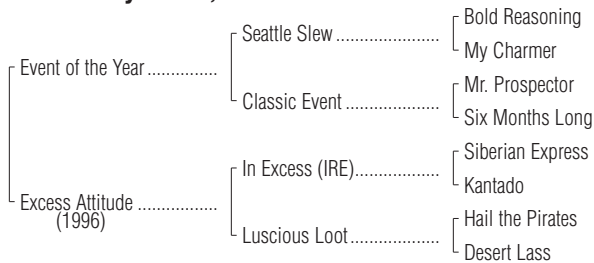 Bold Reasoning
Seattle Slew ....................
My Charmer
Event of the Year ..............
Mr. Prospector
Classic Event ..................
Six Months Long
Siberian Express
In Excess (IRE)..................
Kantado
Excess Attitude ................
(1996)
Hail the Pirates
Luscious Loot...................
Desert Lass